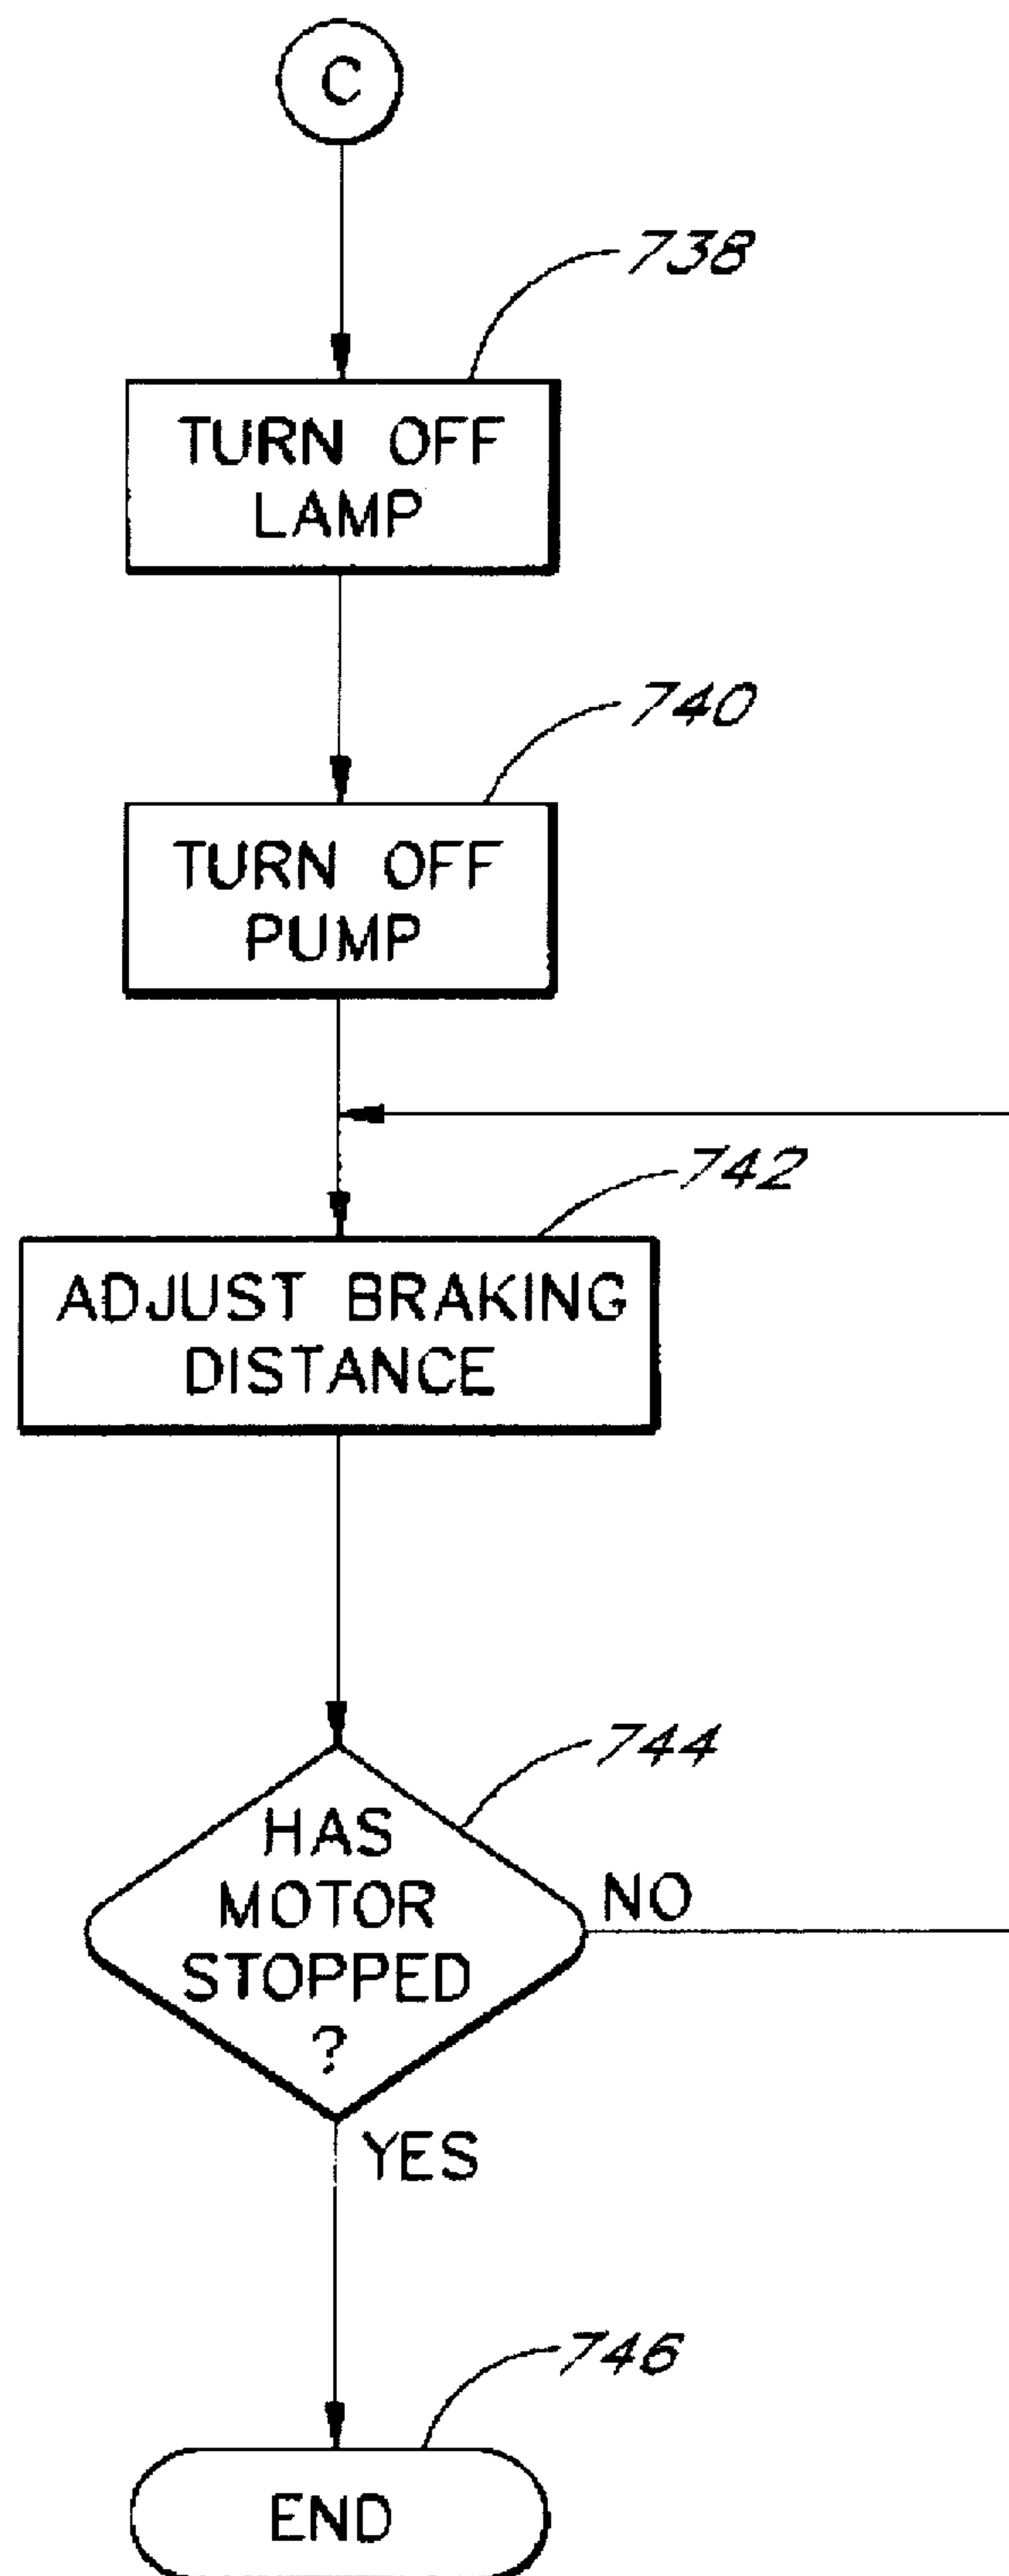 C
738
TURN OFF
LAMP
740
TURN OFF
PUMP
742
ADJUST BRAKING
DISTANCE
744
HAS
MOTOR
STOPPED
?
NO
YES
746
END